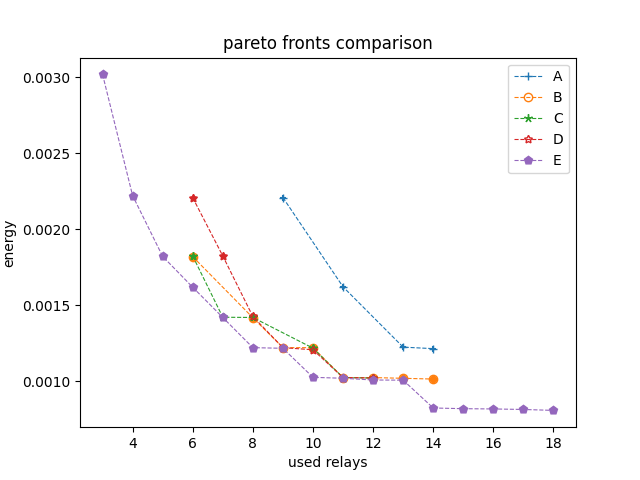 pareto fronts comparison
A
B
C
D
E
0.0030
0.0025
0.0020
0.0015
0.0010
energy
4 6 8 10 12 14 16 18
used relays